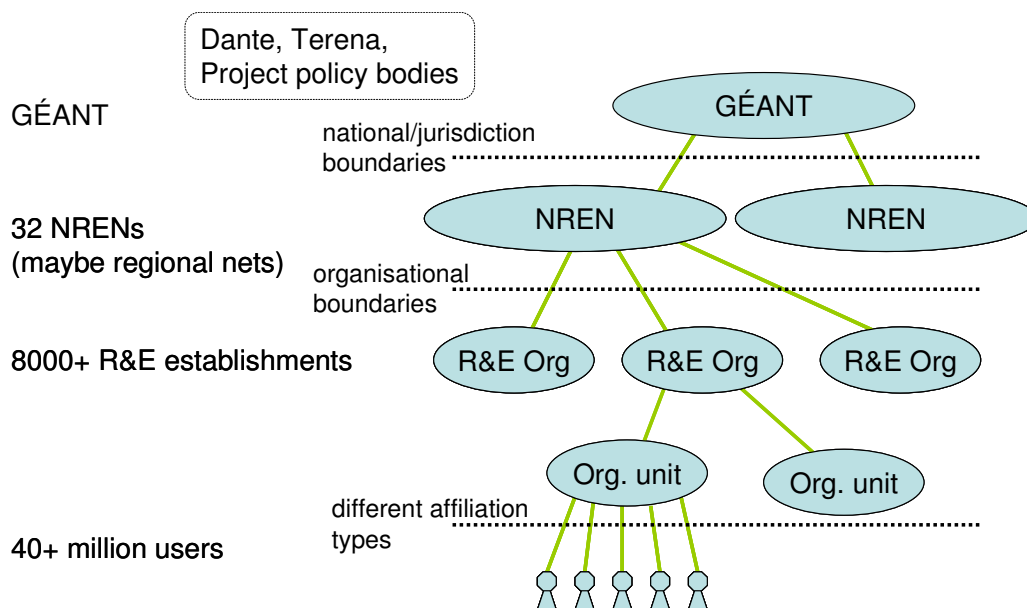 Dante, Terena,
Project policy bodies
GÉANT
GÉANT
national/jurisdiction
boundaries
32 NRENs
(maybe regional nets)
NREN
NREN
organisational
boundaries
8000+ R&E establishments
R&E Org
R&E Org
R&E Org
Org. unit
Org. unit
different affiliation
types
40+ million users